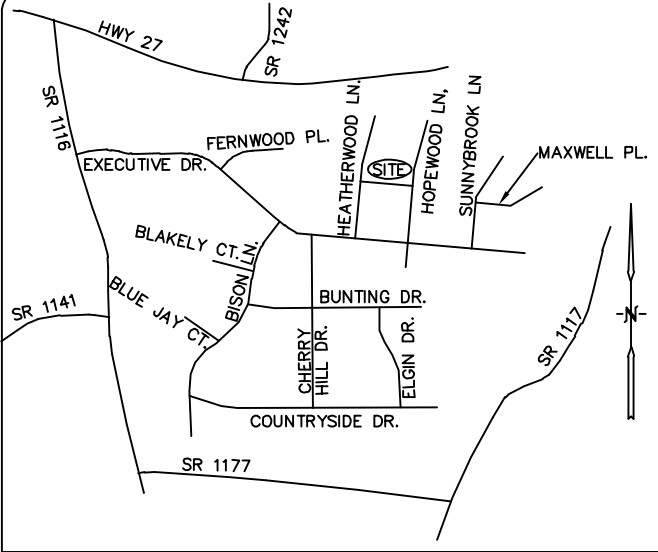 HWY 27
SR 1242
SR 1116
FERNWOOD PL.
EXECUTIVE DR.
HEATHERWOOD LN.
SITE
HOPEWOOD LN,
SUNNYBROOK LN
MAXWELL PL.
BLAKELY CT.
BISON LN.
BLUE JAY CT.
SR 1141
BUNTING DR.
CHERRY
HILL DR.
ELGIN DR.
SR 1117
-N-
COUNTRYSIDE DR.
SR 1177